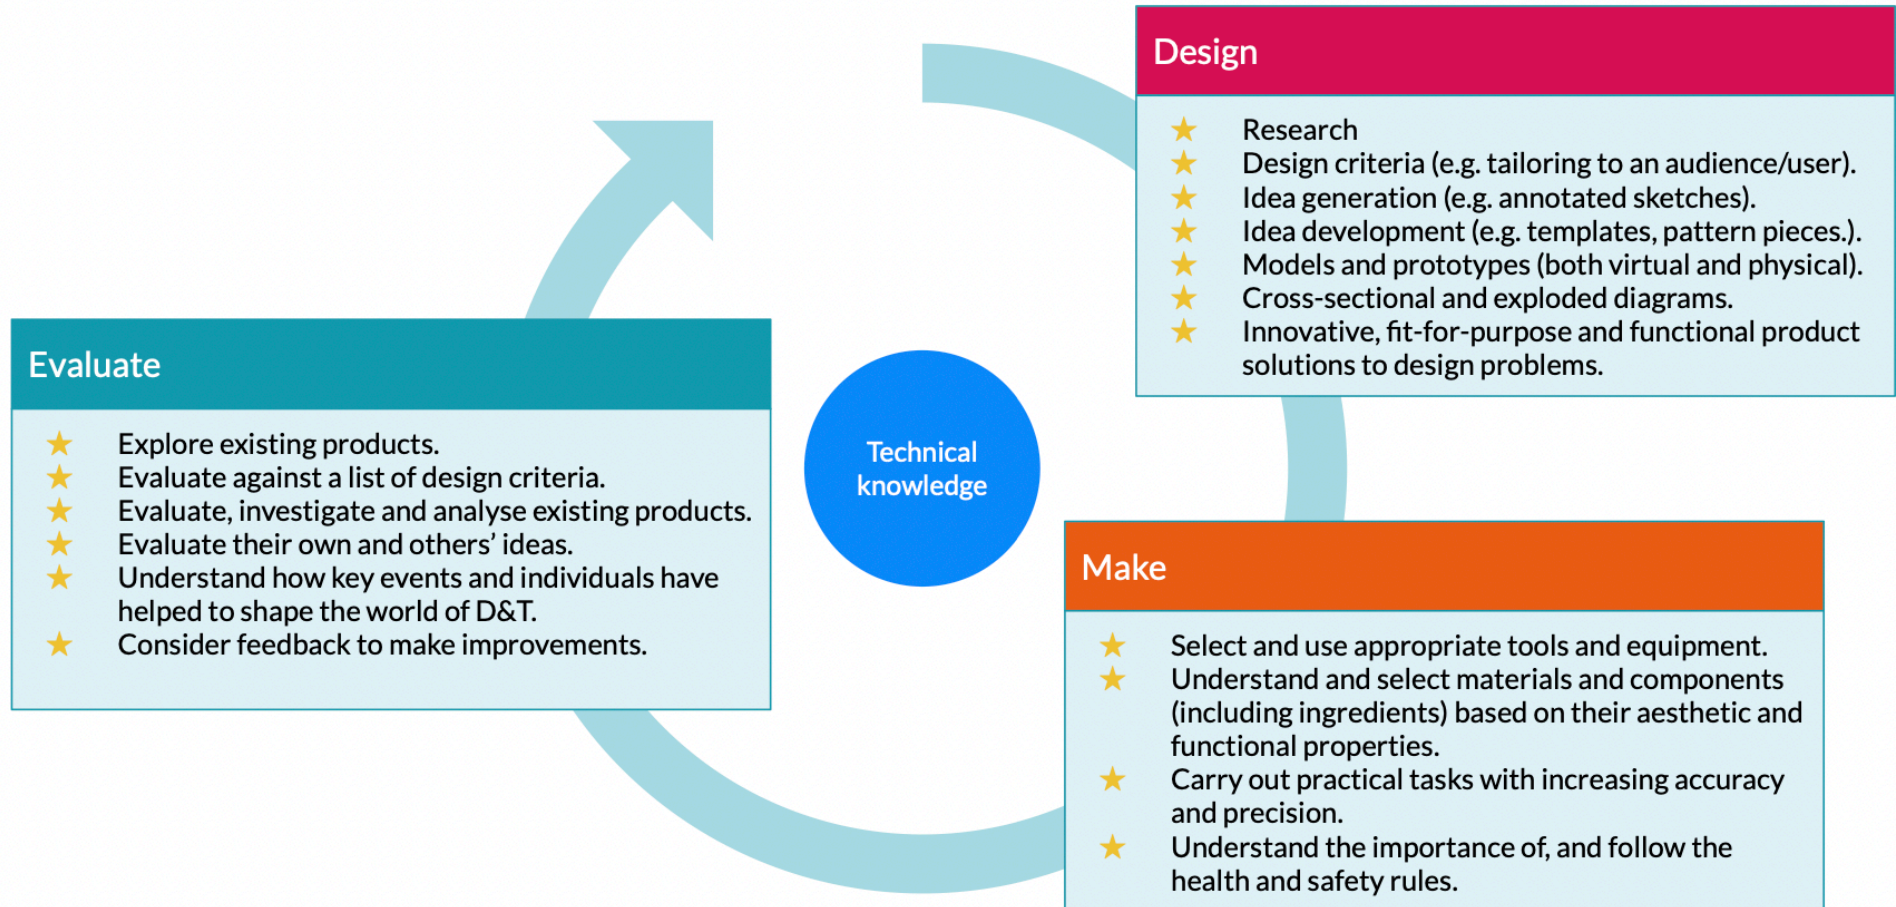 Design
Research
Design criteria (e.g. tailoring to an audience/user).
Idea generation (e.g. annotated sketches).
Idea development (e.g. templates, pattern pieces.).
Models and prototypes (both virtual and physical).
Cross-sectional and exploded diagrams.
Innovative, fit-for-purpose and functional product
solutions to design problems.
Make
Select and use appropriate tools and equipment.
Understand and select materials and components
(including ingredients) based on their aesthetic and
functional properties.
Carry out practical tasks with increasing accuracy
and precision.
Understand the importance of, and follow the
health and safety rules.
Evaluate
Explore existing products.
Evaluate against a list of design criteria.
Evaluate, investigate and analyse existing products.
Evaluate their own and others’ ideas.
Understand how key events and individuals have
helped to shape the world of D&T.
Consider feedback to make improvements.
Technical
knowledge